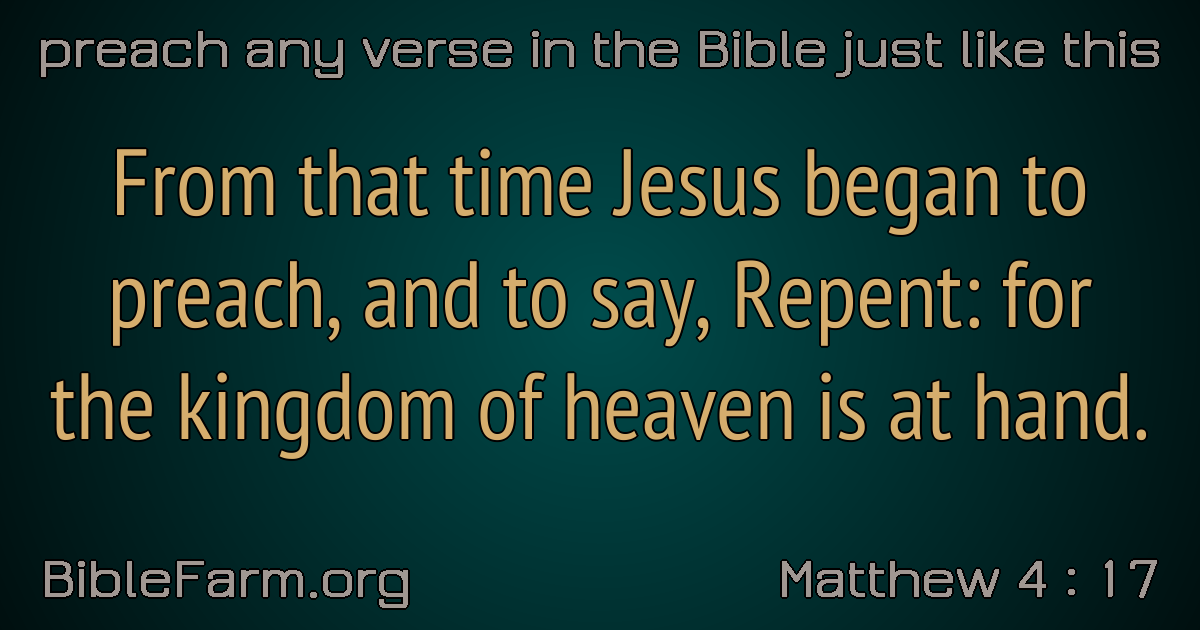 preach any verse in the Bible just like this
From that time Jesus began to
preach, and to say, Repent: for
the kingdom of heaven is at hand.
BibleFarm.org
Matthew 4 : 17